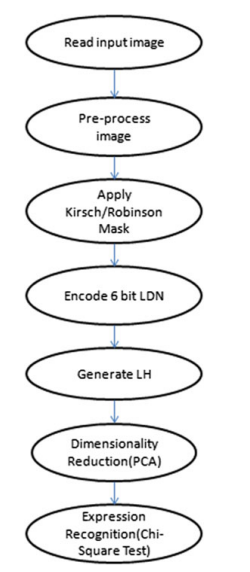 Read input image
Pre-process
image
Apply
Kirsch/Robinson
Mask
Encode 6 bit LDN
Generate LH
Dimensionality
Reduction(PCA)
Expression
Recognition(Chi-
Square Test)